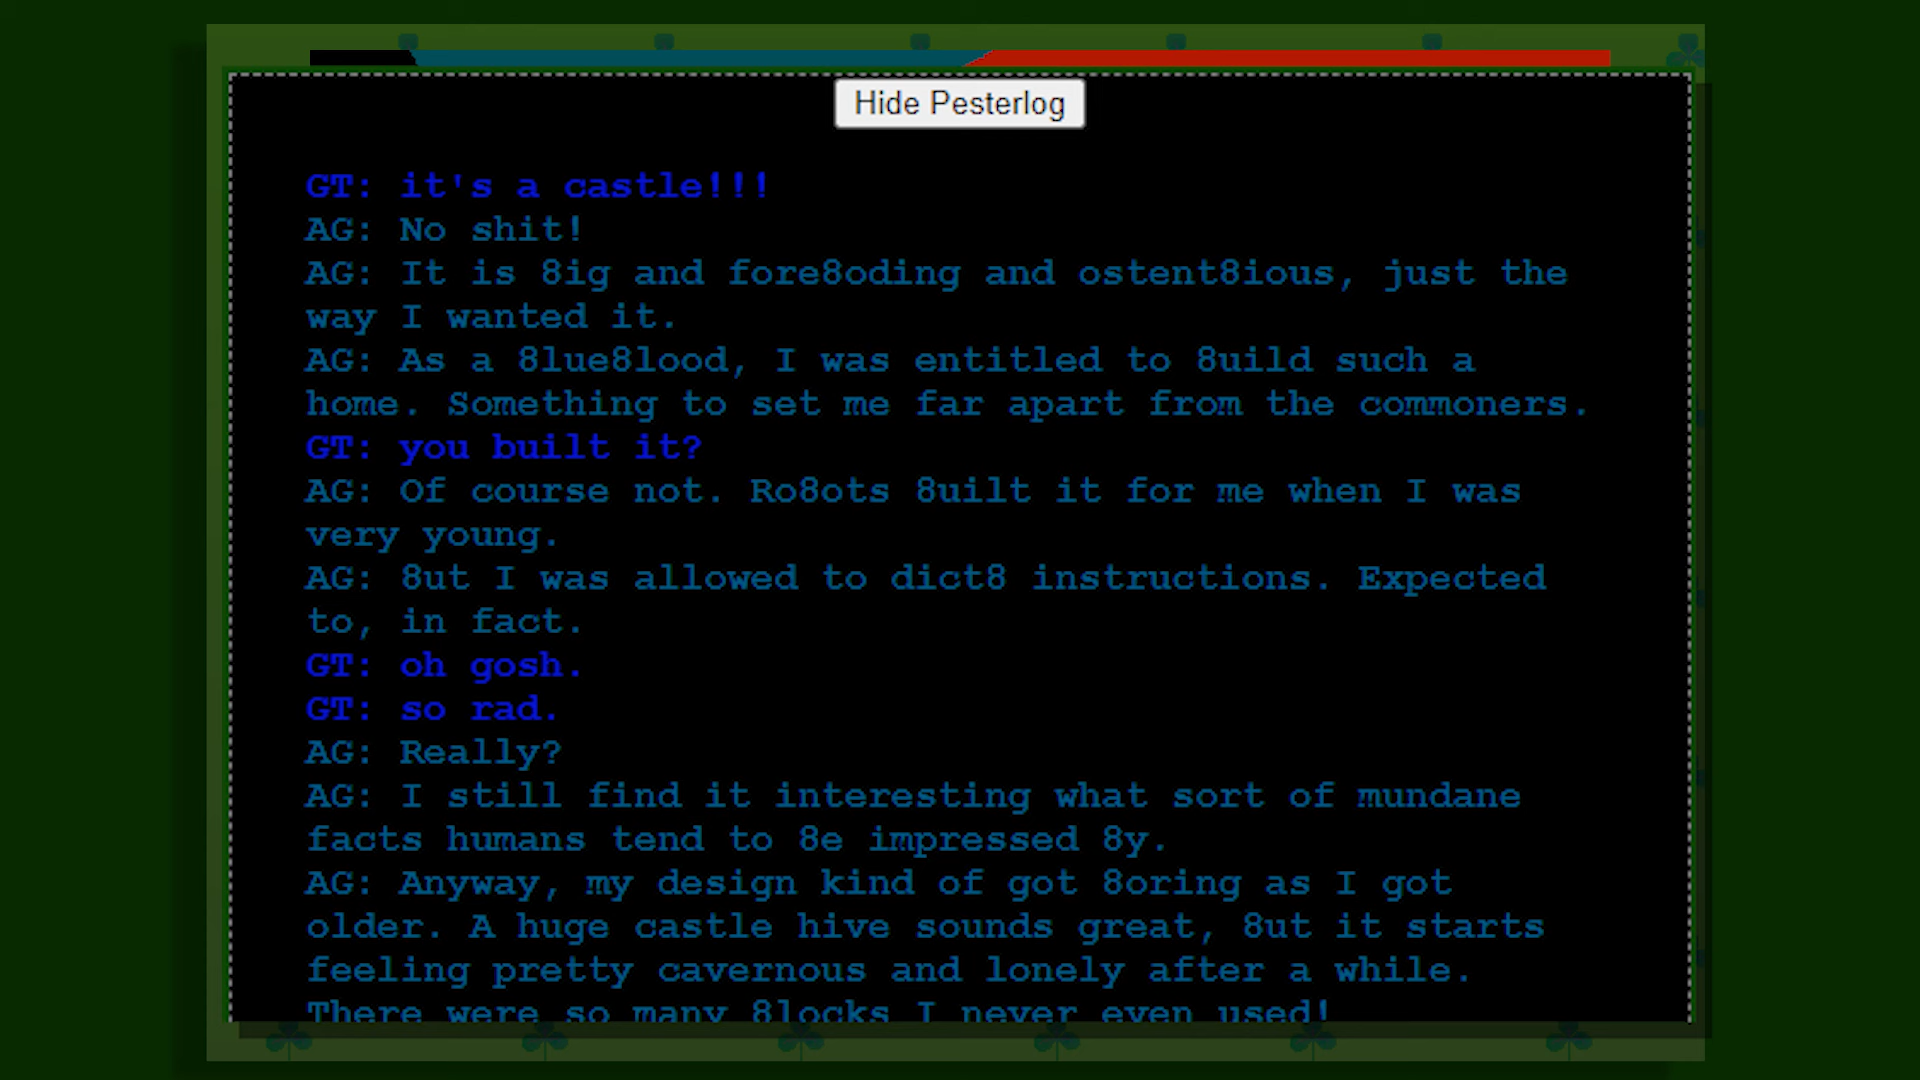 Hide Pesterlog
GT: it's a castle!!!
AG: No shit!
AG: It is 8ig and fore8oding and ostent8ious, just the
way I wanted it.
AG: As a 8lue8lood, I was entitled to 8uild such a
home. Something to set me far apart from the commoners.
GT: you built it?
AG: Of course not. Ro8ots 8uilt it for me when I was
very young.
AG: 8ut I was allowed to dict8 instructions. Expected
to, in fact.
GT: oh gosh.
GT: so rad.
AG: Really?
AG: I still find it interesting what sort of mundane
facts humans tend to 8e impressed 8y.
AG: Anyway, my design kind of got 8oring as I got
older. A huge castle hive sounds great, 8ut it starts
feeling pretty cavernous and lonely after a while.
There were so many 8locks I never even used!